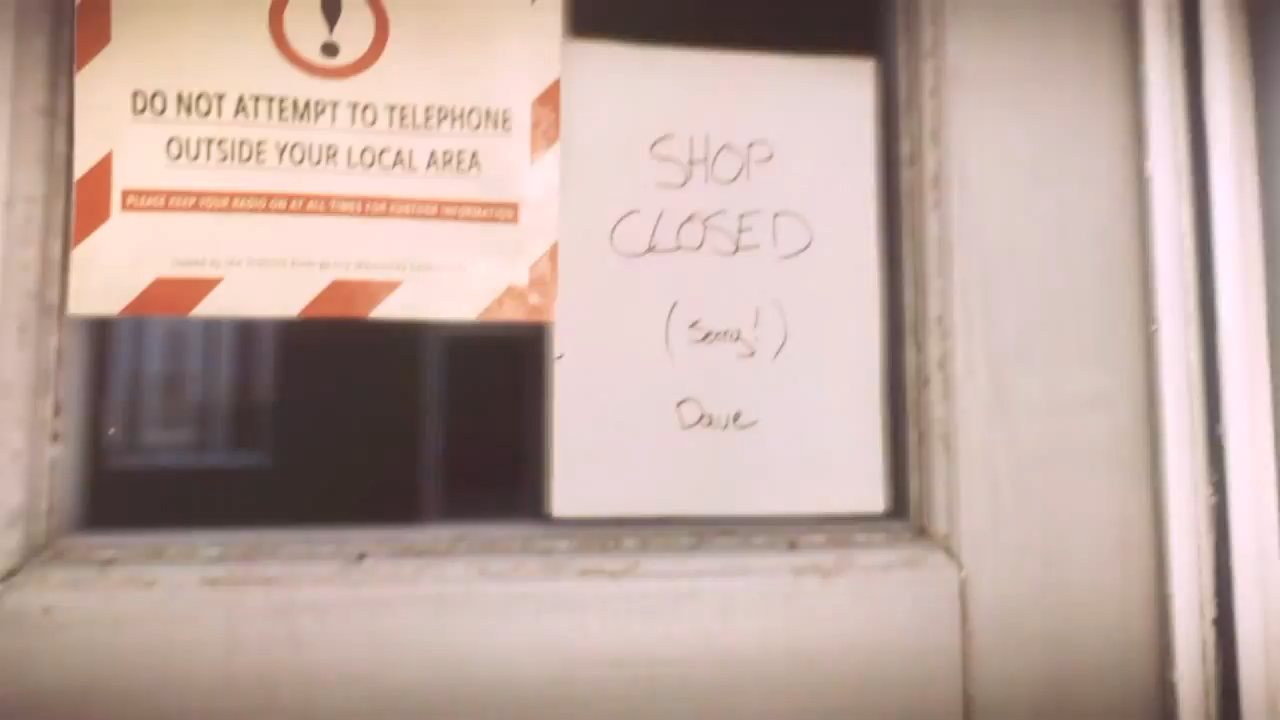 !
DO NOT ATTEMPT TO TELEPHONE
OUTSIDE YOUR LOCAL AREA
PLEASE KEEP YOUR RADIO ON AT ALL TIMES FOR FURTHER INFORMATION
SHOP
CLOSED
(Sorry!)
Dave